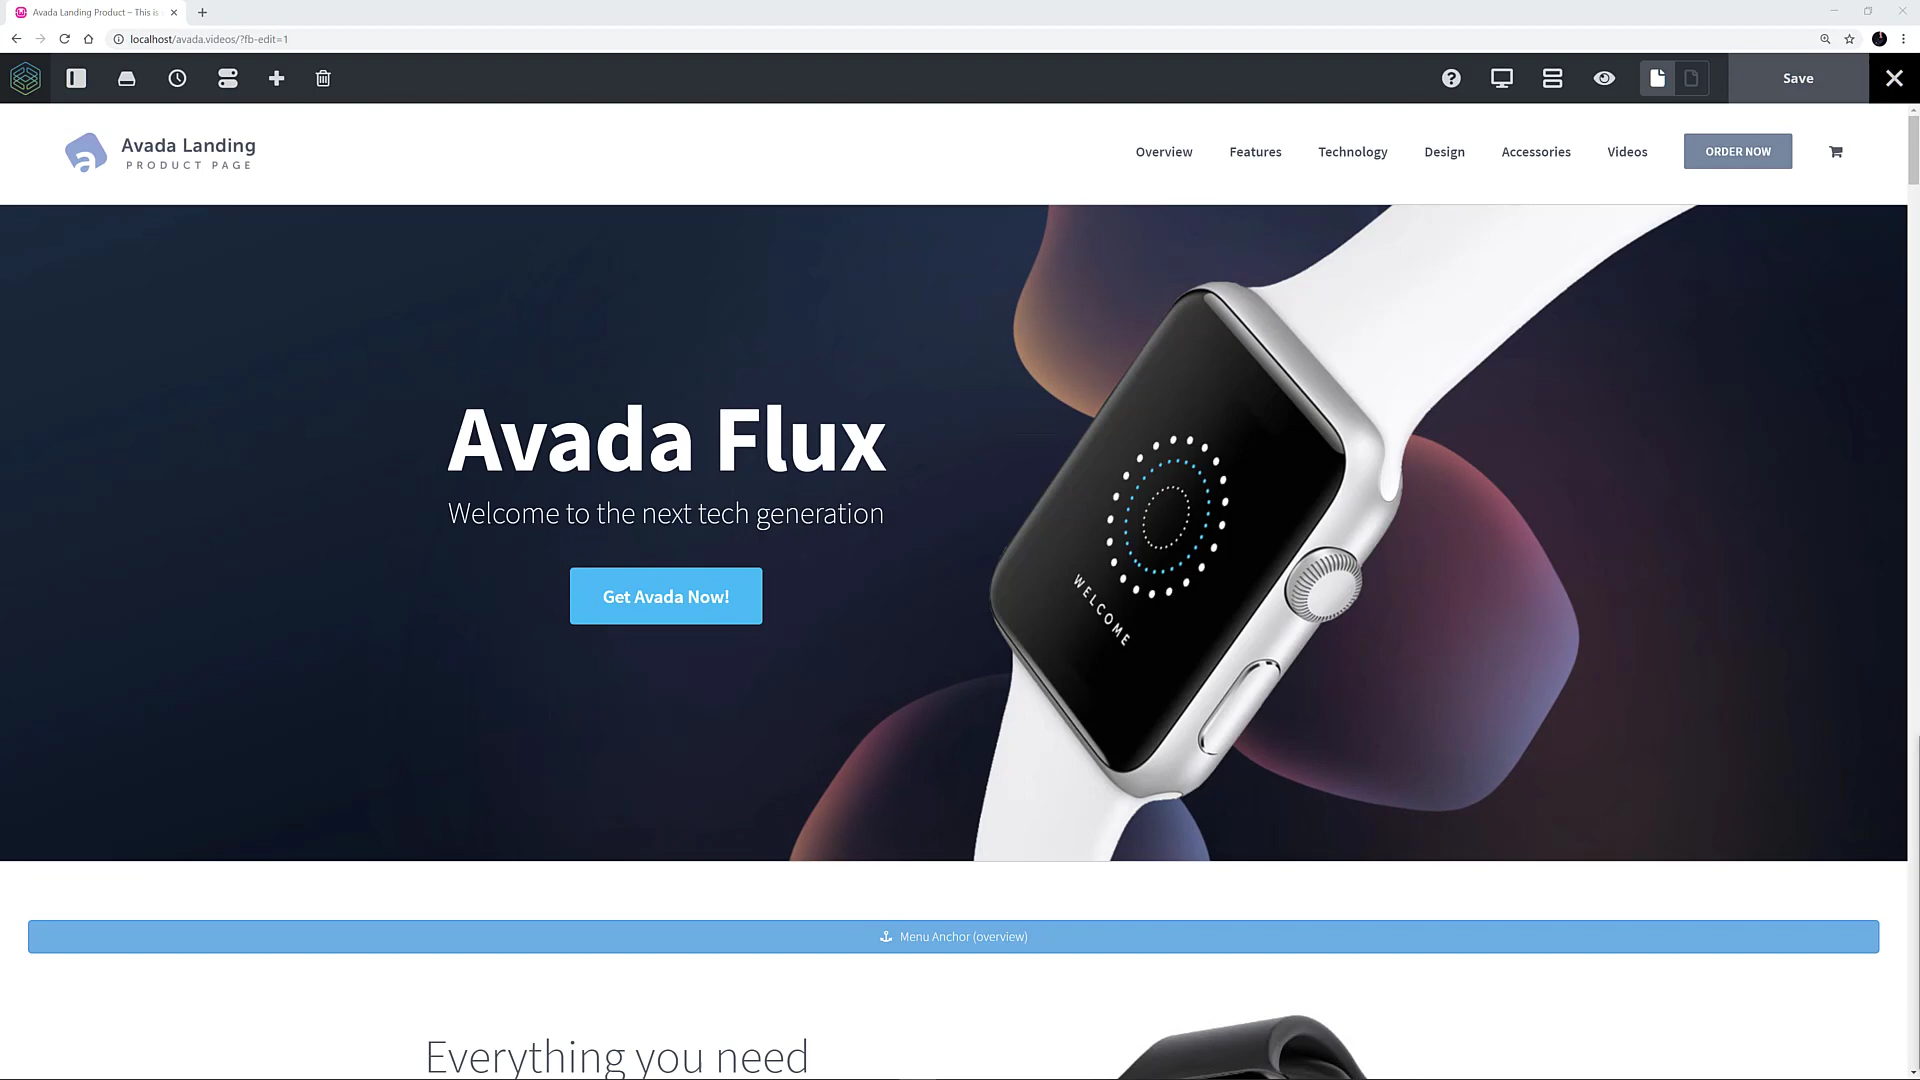 Avada Landing Product – This is
localhost/avada.videos/?fb-edit=1
Save
Avada Landing
PRODUCT PAGE
Overview
Features
Technology
Design
Accessories
Videos
ORDER NOW
Avada Flux
Welcome to the next tech generation
Get Avada Now!
WELCOME
Menu Anchor (overview)
Everything you need